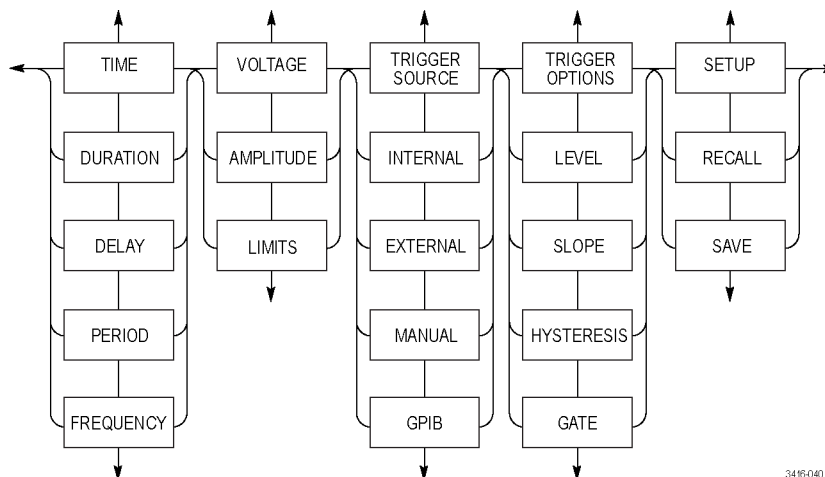 TIME
VOLTAGE
TRIGGER
SOURCE
TRIGGER
OPTIONS
SETUP
DURATION
AMPLITUDE
INTERNAL
LEVEL
RECALL
DELAY
LIMITS
EXTERNAL
SLOPE
SAVE
PERIOD
MANUAL
HYSTERESIS
FREQUENCY
GPIB
GATE
3416-040